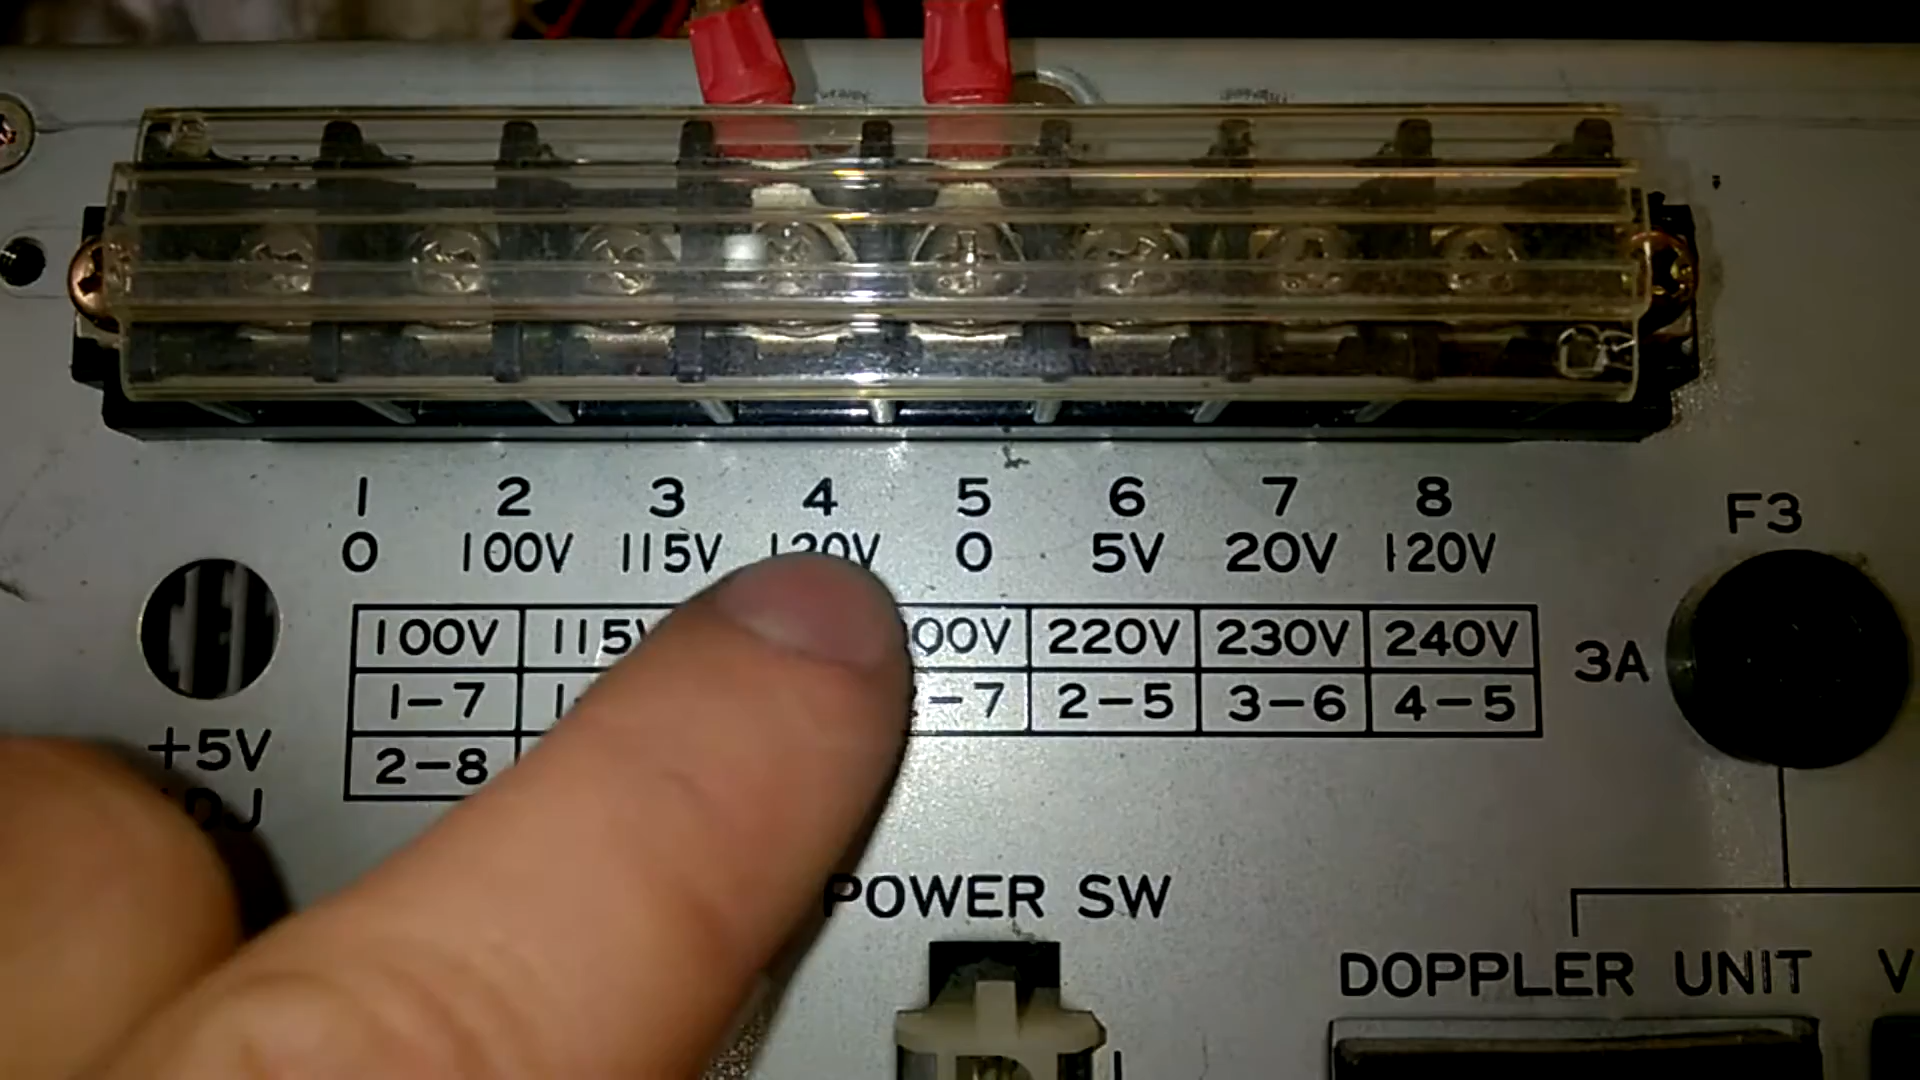 1 2 3 4 5 6 7 8
0 100V 115V 120V 0 5V 20V 120V
F3
100V 115V 220V 230V 240V
3A
1-7 2-5 3-6 4-5
2-8
+5V
POWER SW
DOPPLER UNIT